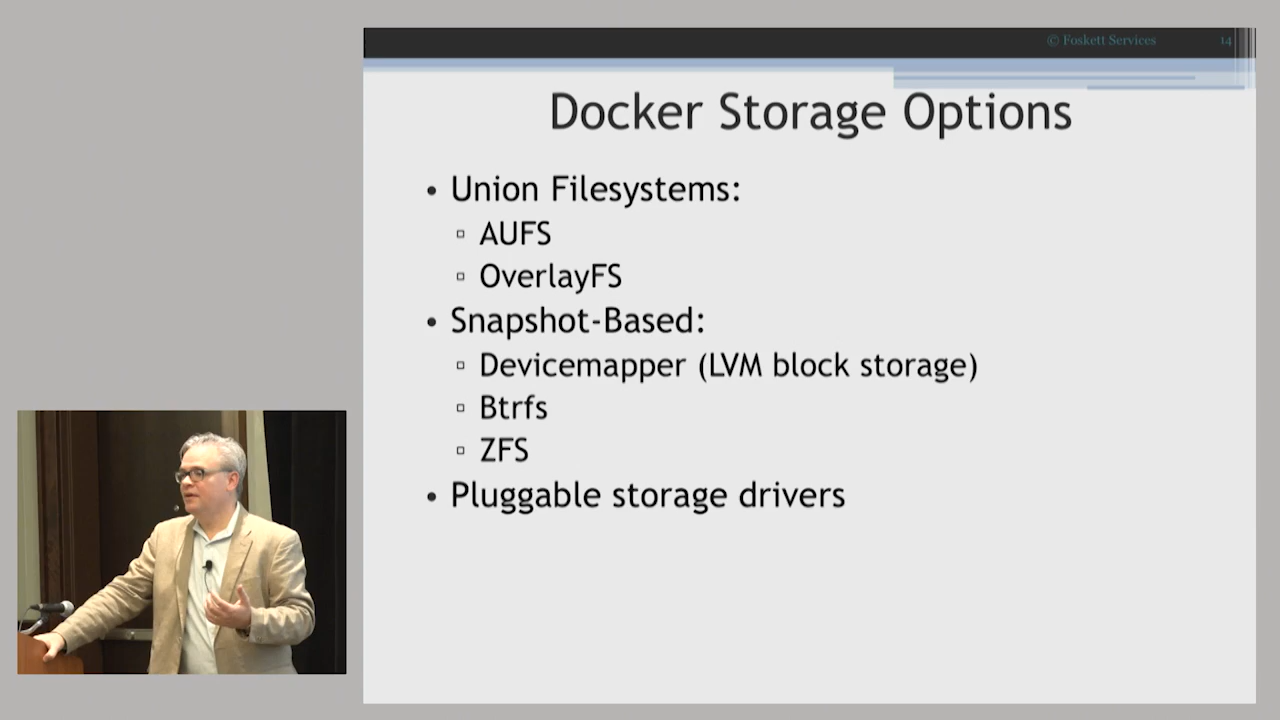 © Foskett Services 14
Docker Storage Options
• Union Filesystems:
▫ AUFS
▫ OverlayFS
• Snapshot-Based:
▫ Devicemapper (LVM block storage)
▫ Btrfs
▫ ZFS
• Pluggable storage drivers